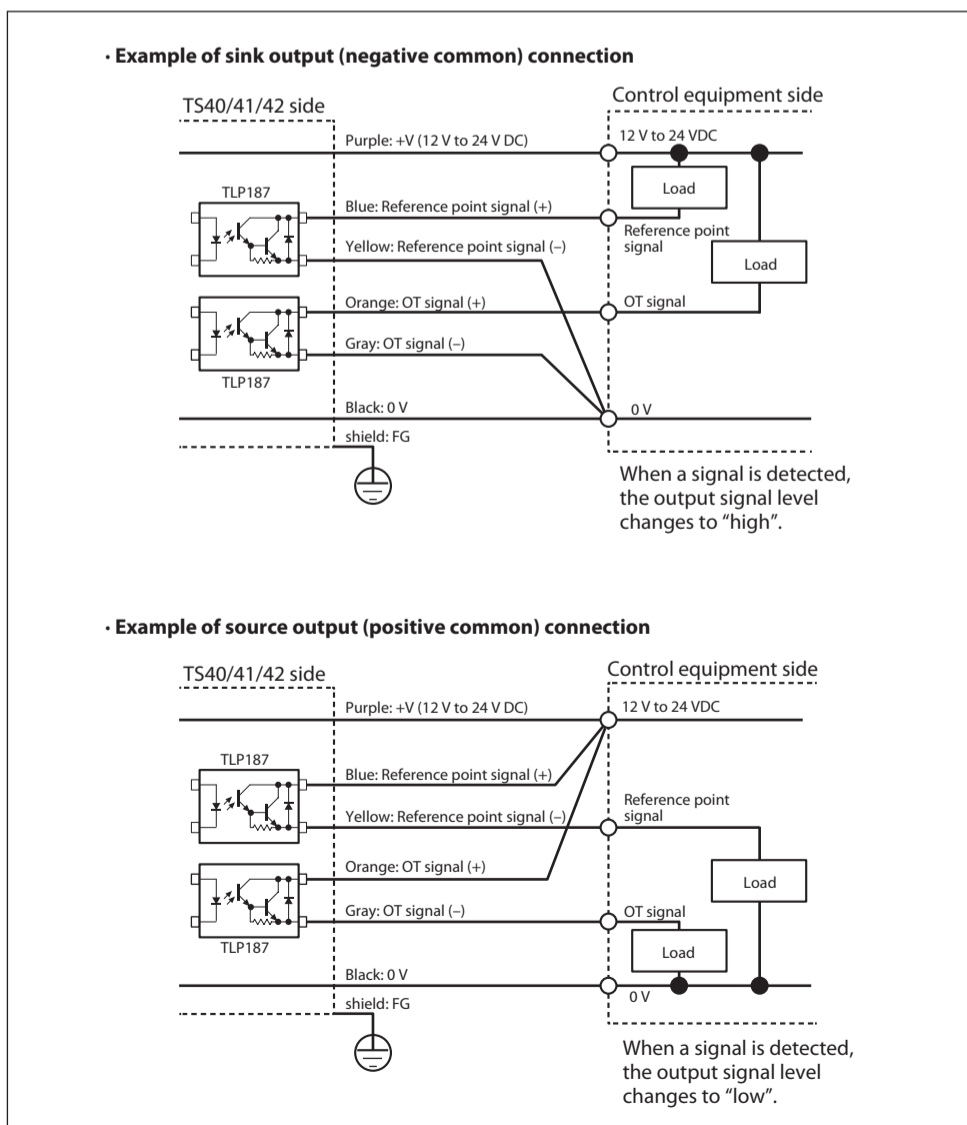 · Example of sink output (negative common) connection
TS40/41/42 side
Control equipment side
Purple: +V (12 V to 24 V DC)
12 V to 24 VDC
TLP187
Load
Blue: Reference point signal (+)
Reference point
signal
Yellow: Reference point signal (–)
Load
Orange: OT signal (+)
OT signal
Gray: OT signal (–)
TLP187
Black: 0 V
0 V
shield: FG
When a signal is detected,
the output signal level
changes to “high”.
· Example of source output (positive common) connection
TS40/41/42 side
Control equipment side
Purple: +V (12 V to 24 V DC)
12 V to 24 VDC
TLP187
Blue: Reference point signal (+)
Reference point
signal
Yellow: Reference point signal (–)
Orange: OT signal (+)
Load
Gray: OT signal (–)
OT signal
TLP187
Load
Black: 0 V
0 V
shield: FG
When a signal is detected,
the output signal level
changes to “low”.